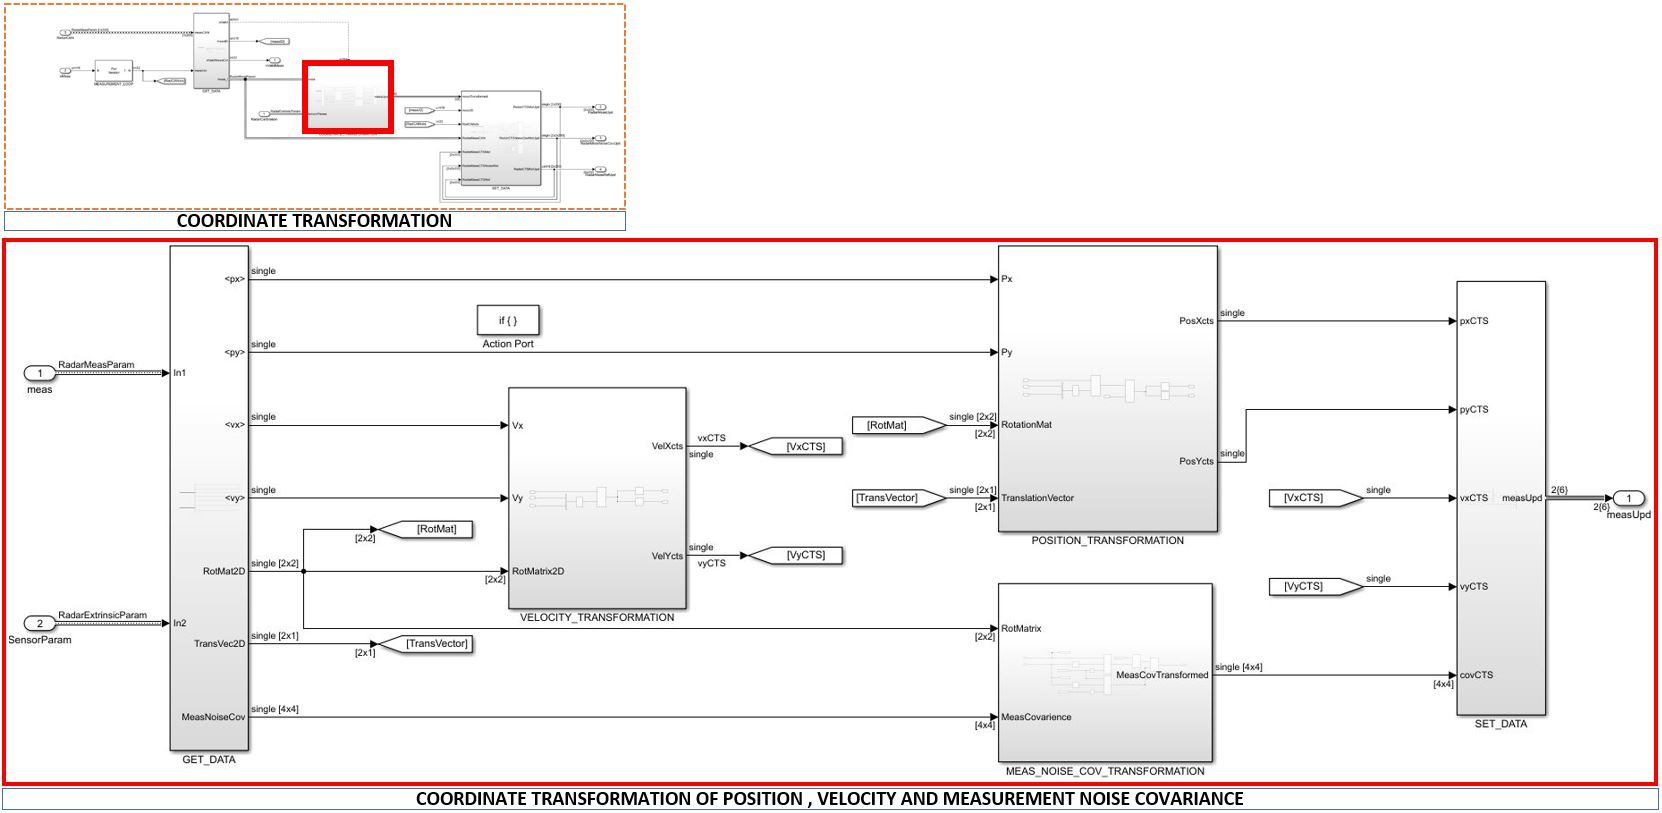 COORDINATE TRANSFORMATION
<px>
single
Px
if { }
Action Port
PosXcts
single
pxCTS
<py>
single
Py
RadarMeasParam
1
In1
meas
pyCTS
<vx>
single
Vx
[RotMat]
single [2x2]
[2x2]
RotationMat
VelXcts
vxCTS
single
[VxCTS]
PosYcts
single
<vy>
single
Vy
[TransVector]
single [2x1]
[2x1]
TranslationVector
[VxCTS]
single
vxCTS
measUpd
2{6}
2{6}
1
measUpd
[RotMat]
[2x2]
POSITION_TRANSFORMATION
VelYcts
single
vyCTS
[VyCTS]
RotMat2D
single [2x2]
[2x2]
RotMatrix2D
[VyCTS]
single
vyCTS
VELOCITY_TRANSFORMATION
RadarExtrinsicParam
2
In2
SensorParam
[2x2]
RotMatrix
TransVec2D
single [2x1]
[2x1]
[TransVector]
MeasCovTransformed
single [4x4]
[4x4]
covCTS
MeasNoiseCov
single [4x4]
[4x4]
MeasCovarience
SET_DATA
GET_DATA
MEAS_NOISE_COV_TRANSFORMATION
COORDINATE TRANSFORMATION OF POSITION , VELOCITY AND MEASUREMENT NOISE COVARIANCE